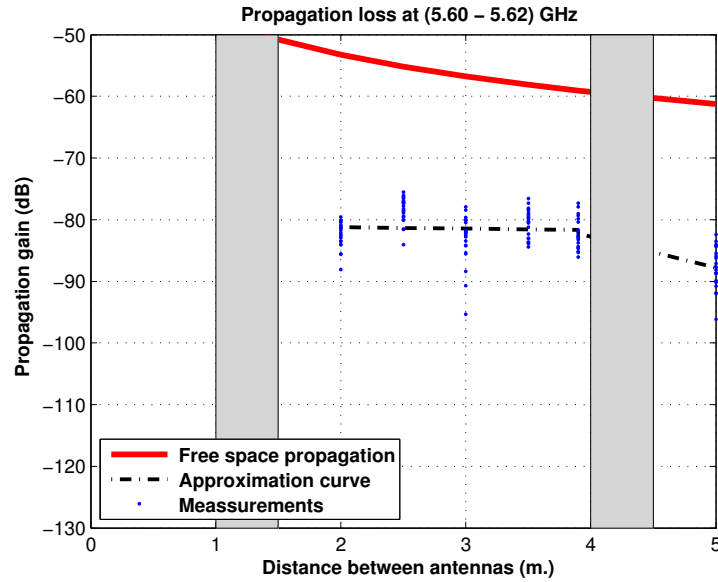 Propagation loss at (5.60 − 5.62) GHz
Propagation gain (dB)
−50
−60
−70
−80
−90
−100
−110
−120
−130
Free space propagation
Approximation curve
Meassurements
0
1
2
3
4
5
Distance between antennas (m.)